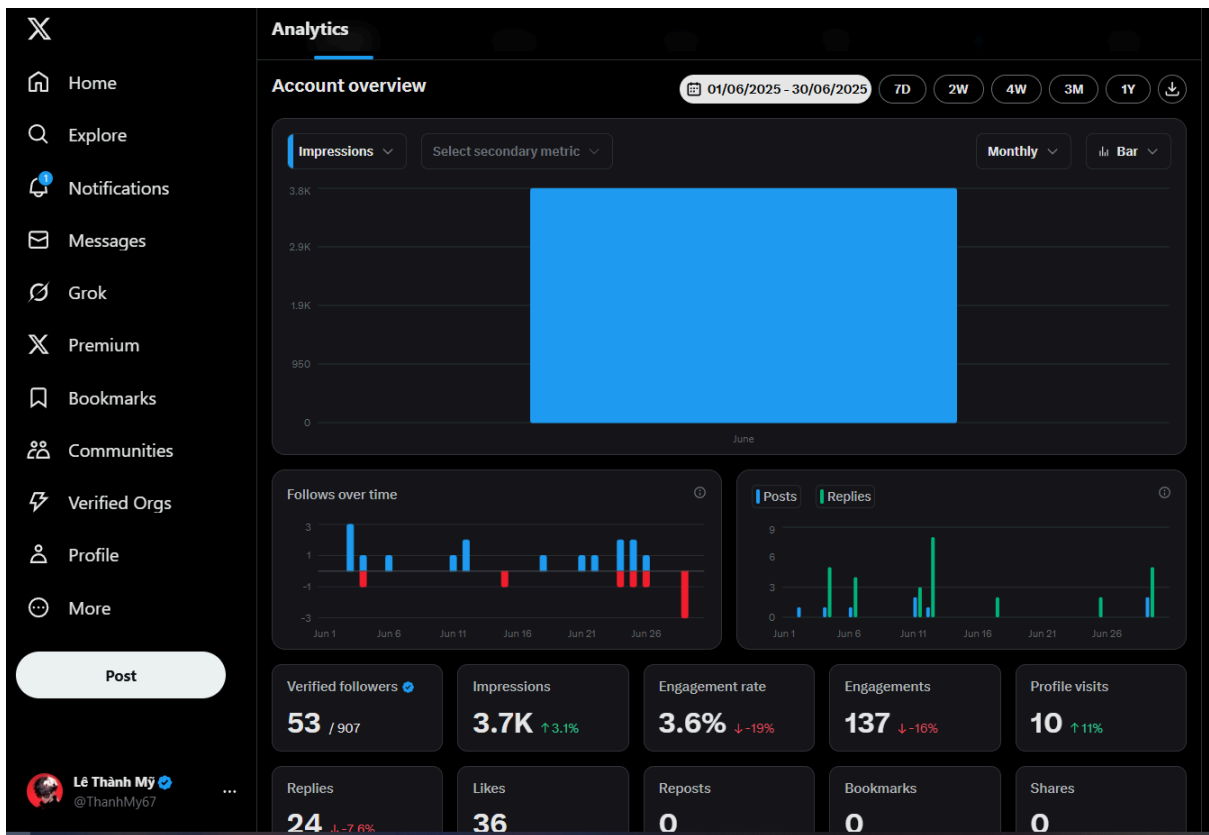 Home
Explore
1
Notifications
Messages
Grok
Premium
Bookmarks
Communities
Verified Orgs
Profile
More
Post
Lê Thành Mỹ
@ThanhMy67
Analytics
Account overview
01/06/2025 - 30/06/2025
7D
2W
4W
3M
1Y
Impressions
Select secondary metric
Monthly
Bar
3.8K
2.9K
1.9K
950
0
June
Follows over time
3
1
-1
-3
Jun 1 Jun 6 Jun 11 Jun 16 Jun 21 Jun 26
Posts
Replies
9
6
3
0
Jun 1 Jun 6 Jun 11 Jun 16 Jun 21 Jun 26
Verified followers
53 / 907
Impressions
3.7K ↑3.1%
Engagement rate
3.6% ↓-19%
Engagements
137 ↓-16%
Profile visits
10 ↑11%
Replies
24 ↓-7.6%
Likes
36
Reposts
0
Bookmarks
0
Shares
0